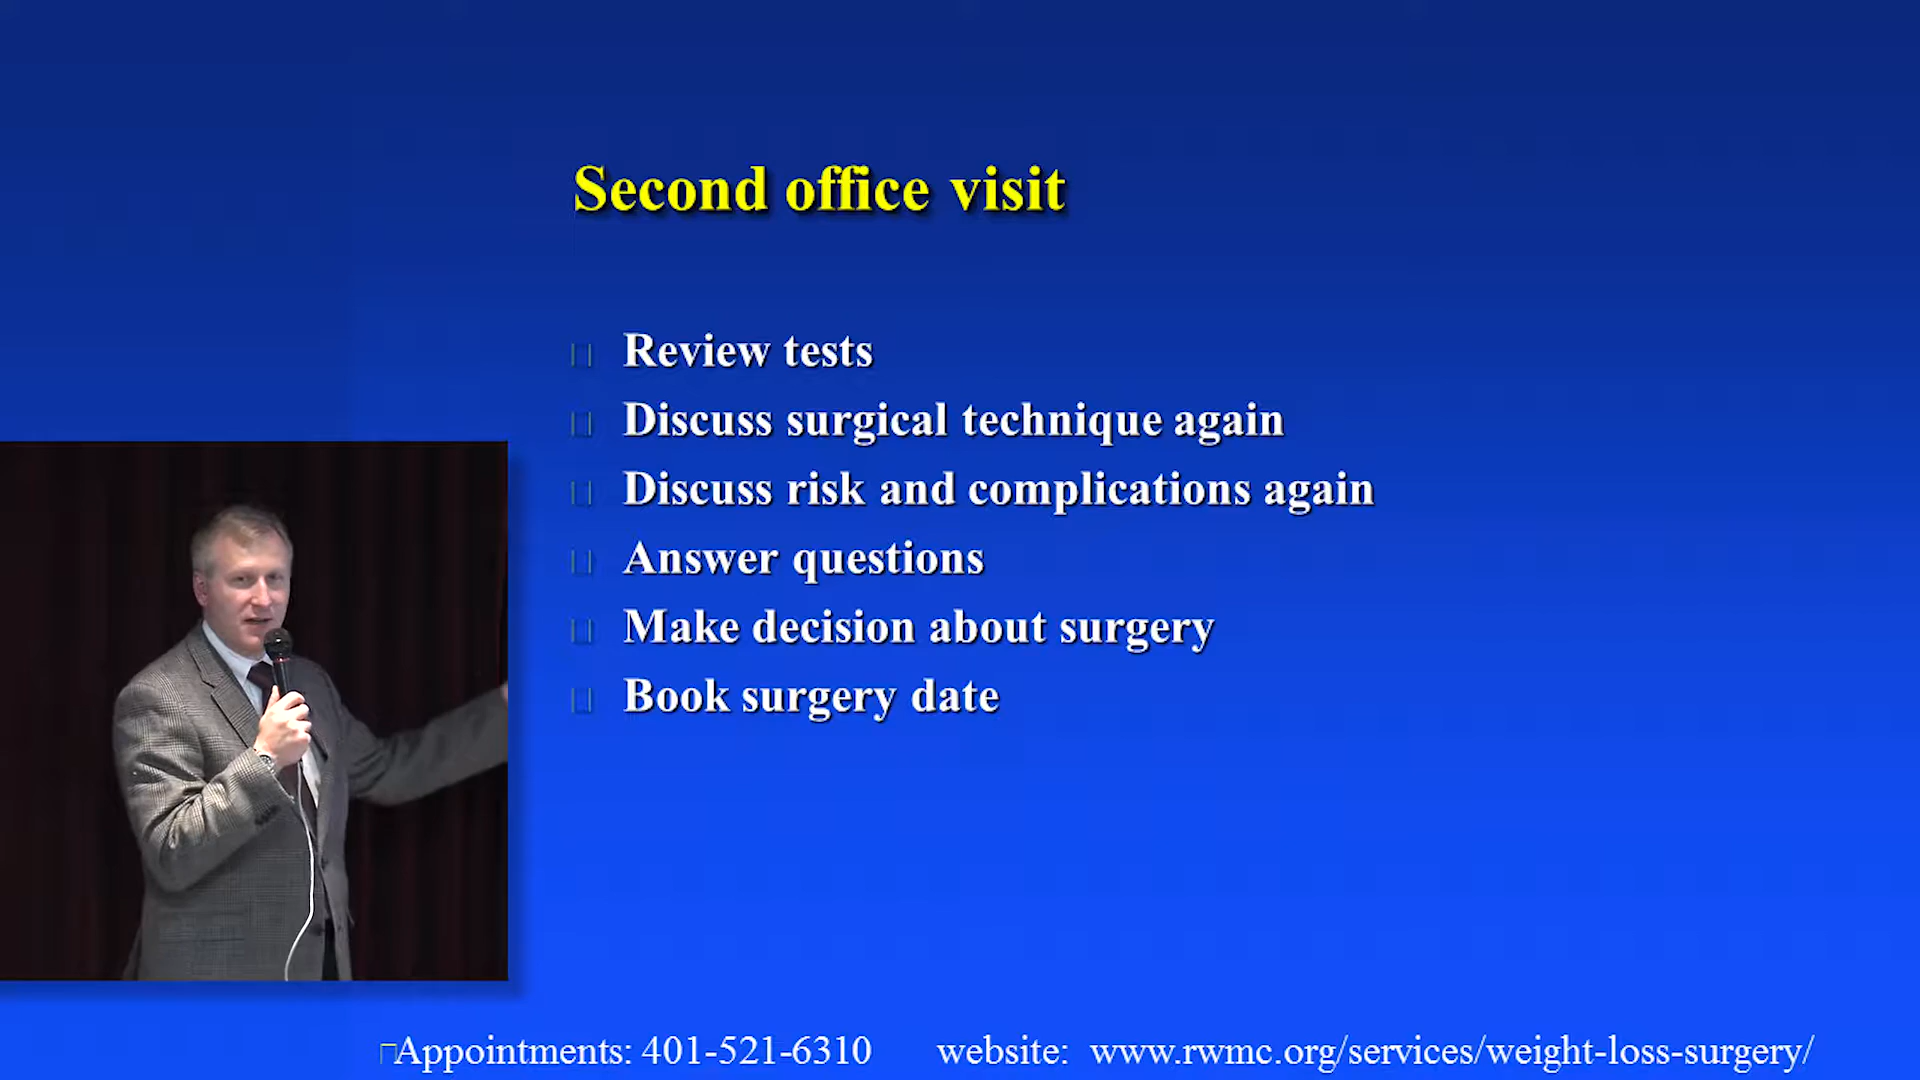 Second office visit
Review tests
Discuss surgical technique again
Discuss risk and complications again
Answer questions
Make decision about surgery
Book surgery date
Appointments: 401-521-6310 website: www.rwmc.org/services/weight-loss-surgery/